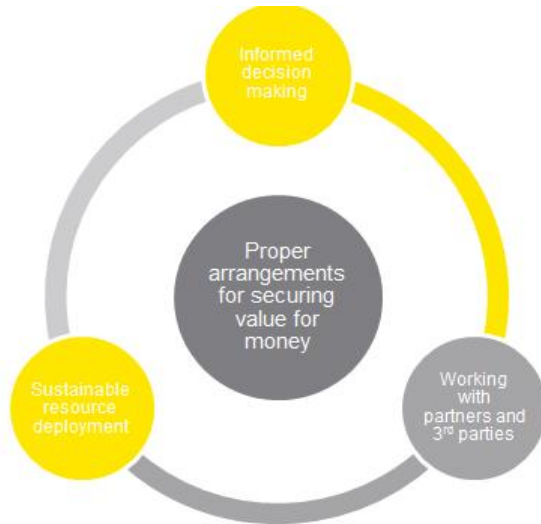 Informed
decision
making
Proper
arrangements
for securing
value for
money
Sustainable
resource
deployment
Working
with
partners and
3rd parties